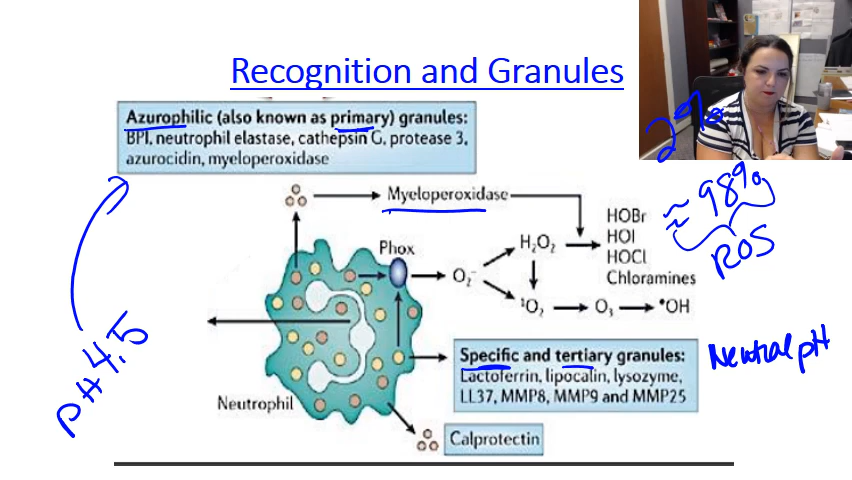 Recognition and Granules
Azurophilic (also known as primary) granules:
BPI, neutrophil elastase, cathepsin G, protease 3,
azurocidin, myeloperoxidase
2%
≈ 98%
ROS
Myeloperoxidase
HOBr
HOI
HOCl
Chloramines
Phox
O₂⁻
H₂O₂
¹O₂
O₃
•OH
pH 4.5
Neutral pH
Specific and tertiary granules:
Lactoferrin, lipocalin, lysozyme,
LL37, MMP8, MMP9 and MMP25
Neutrophil
Calprotectin